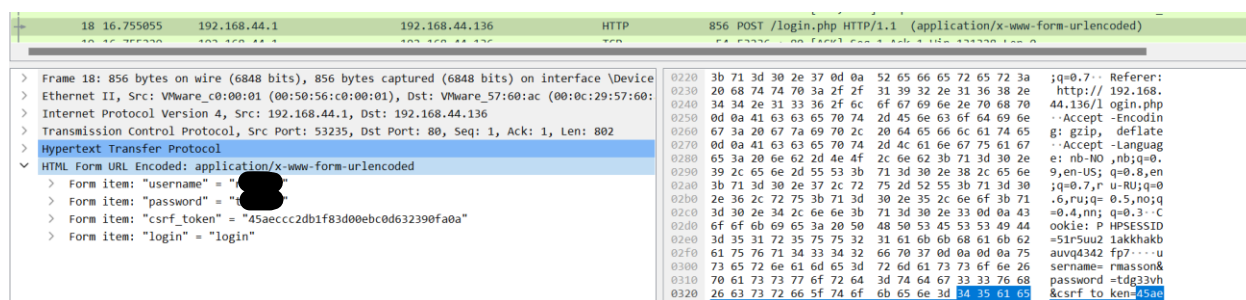 18 16.755055 192.168.44.1 192.168.44.136 HTTP 856 POST /login.php HTTP/1.1 (application/x-www-form-urlencoded)
> Frame 18: 856 bytes on wire (6848 bits), 856 bytes captured (6848 bits) on interface \Device
> Ethernet II, Src: VMware_c0:00:01 (00:50:56:c0:00:01), Dst: VMware_57:60:ac (00:0c:29:57:60:
> Internet Protocol Version 4, Src: 192.168.44.1, Dst: 192.168.44.136
> Transmission Control Protocol, Src Port: 53235, Dst Port: 80, Seq: 1, Ack: 1, Len: 802
> Hypertext Transfer Protocol
HTML Form URL Encoded: application/x-www-form-urlencoded
> Form item: "username" = "
> Form item: "password" = "t
> Form item: "csrf_token" = "45aeccc2db1f83d00ebc0d632390fa0a"
> Form item: "login" = "login"
0220 3b 71 3d 30 2e 37 0d 0a 52 65 66 65 72 65 72 3a ;q=0.7·· Referer:
0230 20 68 74 74 70 3a 2f 2f 31 39 32 2e 31 36 38 2e http:// 192.168.
0240 34 34 2e 31 33 36 2f 6c 6f 67 69 6e 2e 70 68 70 44.136/l ogin.php
0250 0d 0a 41 63 63 65 70 74 2d 45 6e 63 6f 64 69 6e ··Accept -Encodin
0260 67 3a 20 67 7a 69 70 2c 20 64 65 66 6c 61 74 65 g: gzip, deflate
0270 0d 0a 41 63 63 65 70 74 2d 4c 61 6e 67 75 61 67 ··Accept -Languag
0280 65 3a 20 6e 62 2d 4e 4f 2c 6e 62 3b 71 3d 30 2e e: nb-NO ,nb;q=0.
0290 39 2c 65 6e 2d 55 53 3b 71 3d 30 2e 38 2c 65 6e 9,en-US; q=0.8,en
02a0 3b 71 3d 30 2e 37 2c 72 75 2d 52 55 3b 71 3d 30 ;q=0.7,r u-RU;q=0
02b0 2e 36 2c 72 75 3b 71 3d 30 2e 35 2c 6e 6f 3b 71 .6,ru;q= 0.5,no;q
02c0 3d 30 2e 34 2c 6e 6e 3b 71 3d 30 2e 33 0d 0a 43 =0.4,nn; q=0.3··C
02d0 6f 6f 6b 69 65 3a 20 50 48 50 53 45 53 53 49 44 ookie: P HPSESSID
02e0 3d 35 31 72 35 75 75 32 31 61 6b 6b 68 61 6b 62 =51r5uu2 1akkhakb
02f0 61 75 76 71 34 33 34 32 66 70 37 0d 0a 0d 0a 75 auvq4342 fp7····u
0300 73 65 72 6e 61 6d 65 3d 72 6d 61 73 73 6f 6e 26 sername= rmasson&
0310 70 61 73 73 77 6f 72 64 3d 74 64 67 33 33 76 68 password =tdg33vh
0320 26 63 73 72 66 5f 74 6f 6b 65 6e 3d 34 35 61 65 &csrf_to ken=45ae